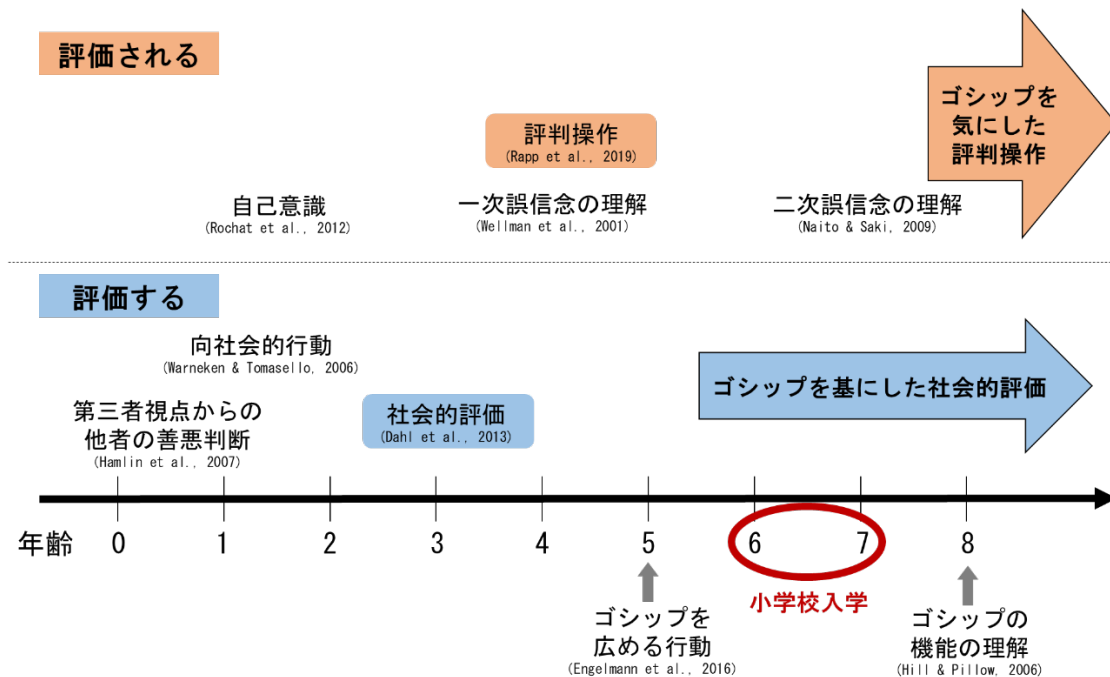 評価される
ゴシップを
気にした
評判操作
評判操作
(Rapp et al., 2019)
自己意識
(Rochat et al., 2012)
一次誤信念の理解
(Wellman et al., 2001)
二次誤信念の理解
(Naito & Saki, 2009)
評価する
向社会的行動
(Warneken & Tomasello, 2006)
ゴシップを基にした社会的評価
第三者視点からの
他者の善悪判断
(Hamlin et al., 2007)
社会的評価
(Dahl et al., 2013)
年齢 0 1 2 3 4 5 6 7 8
小学校入学
ゴシップを
広める行動
(Engelmann et al., 2016)
ゴシップの
機能の理解
(Hill & Pillow, 2006)